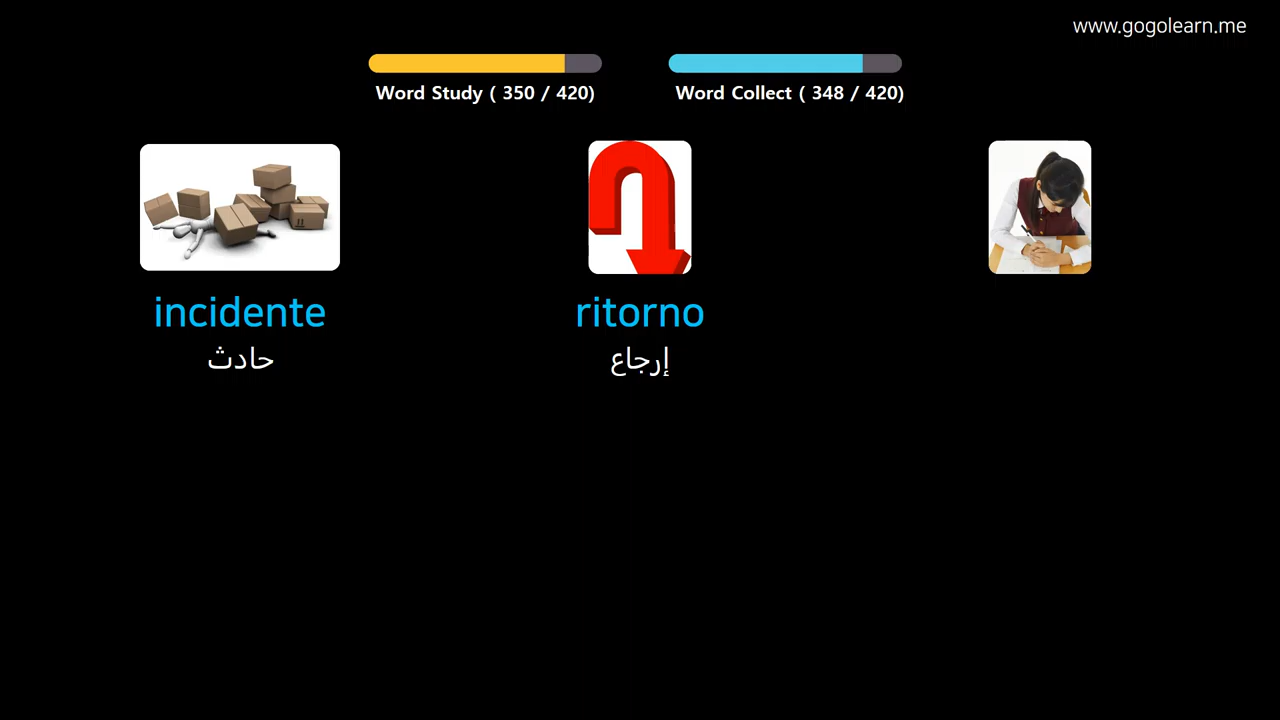 www.gogolearn.me
Word Study ( 350 / 420)
Word Collect ( 348 / 420)
incidente
ritorno
حادث
إرجاع